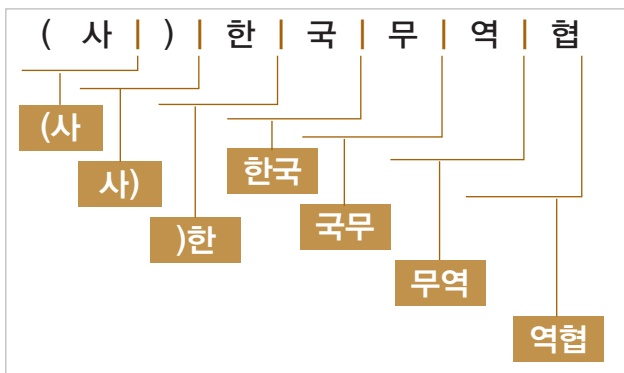 ( 사 | ) | 한 | 국 | 무 | 역 | 협
(사
사)
)한
한국
국무
무역
역협